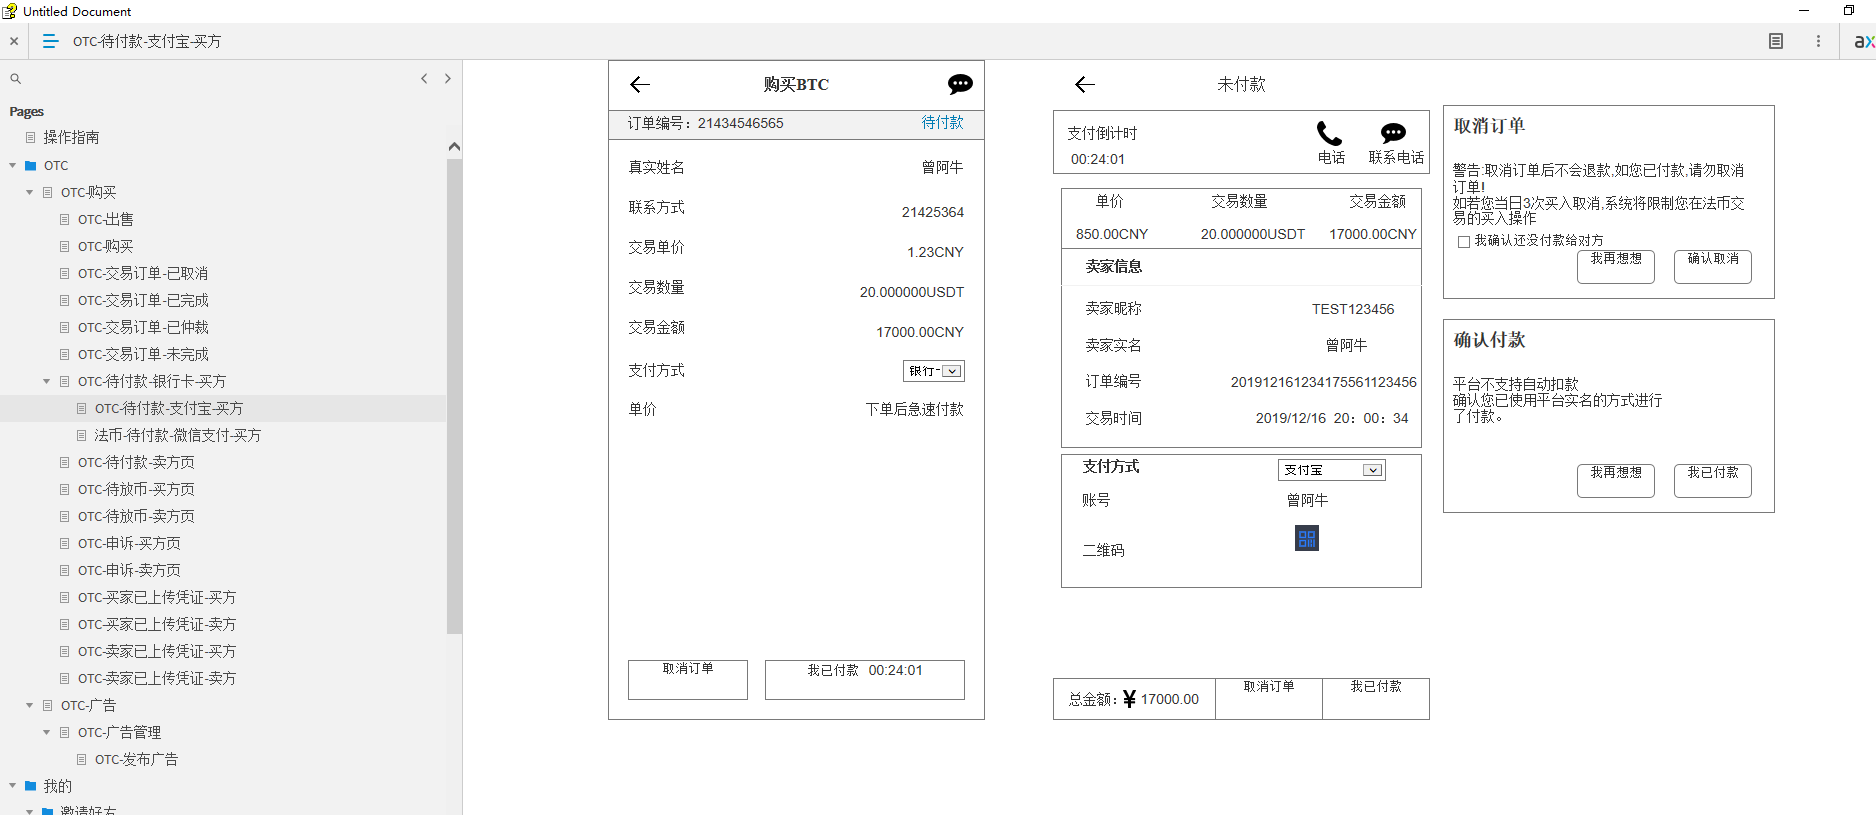 Untitled Document
OTC-待付款-支付宝-买方
Pages
操作指南
OTC
OTC-购买
OTC-出售
OTC-购买
OTC-交易订单-已取消
OTC-交易订单-已完成
OTC-交易订单-已仲裁
OTC-交易订单-未完成
OTC-待付款-银行卡-买方
OTC-待付款-支付宝-买方
法币-待付款-微信支付-买方
OTC-待付款-卖方页
OTC-待放币-买方页
OTC-待放币-卖方页
OTC-申诉-买方页
OTC-申诉-卖方页
OTC-买家已上传凭证-买方
OTC-买家已上传凭证-卖方
OTC-卖家已上传凭证-买方
OTC-卖家已上传凭证-卖方
OTC-广告
OTC-广告管理
OTC-发布广告
我的
邀请好友
购买BTC
订单编号：21434546565 待付款
真实姓名 曾阿牛
联系方式 21425364
交易单价 1.23CNY
交易数量 20.000000USDT
交易金额 17000.00CNY
支付方式 银行-
单价 下单后急速付款
取消订单 我已付款 00:24:01
未付款
支付倒计时
00:24:01 电话 联系电话
单价 交易数量 交易金额
850.00CNY 20.000000USDT 17000.00CNY
卖家信息
卖家昵称 TEST123456
卖家实名 曾阿牛
订单编号 201912161234175561123456
交易时间 2019/12/16 20：00：34
支付方式 支付宝
账号 曾阿牛
二维码
总金额：¥ 17000.00 取消订单 我已付款
取消订单
警告:取消订单后不会退款,如您已付款,请勿取消
订单!
如若您当日3次买入取消,系统将限制您在法币交
易的买入操作
我确认还没付款给对方
我再想想 确认取消
确认付款
平台不支持自动扣款
确认您已使用平台实名的方式进行
了付款。
我再想想 我已付款
ax